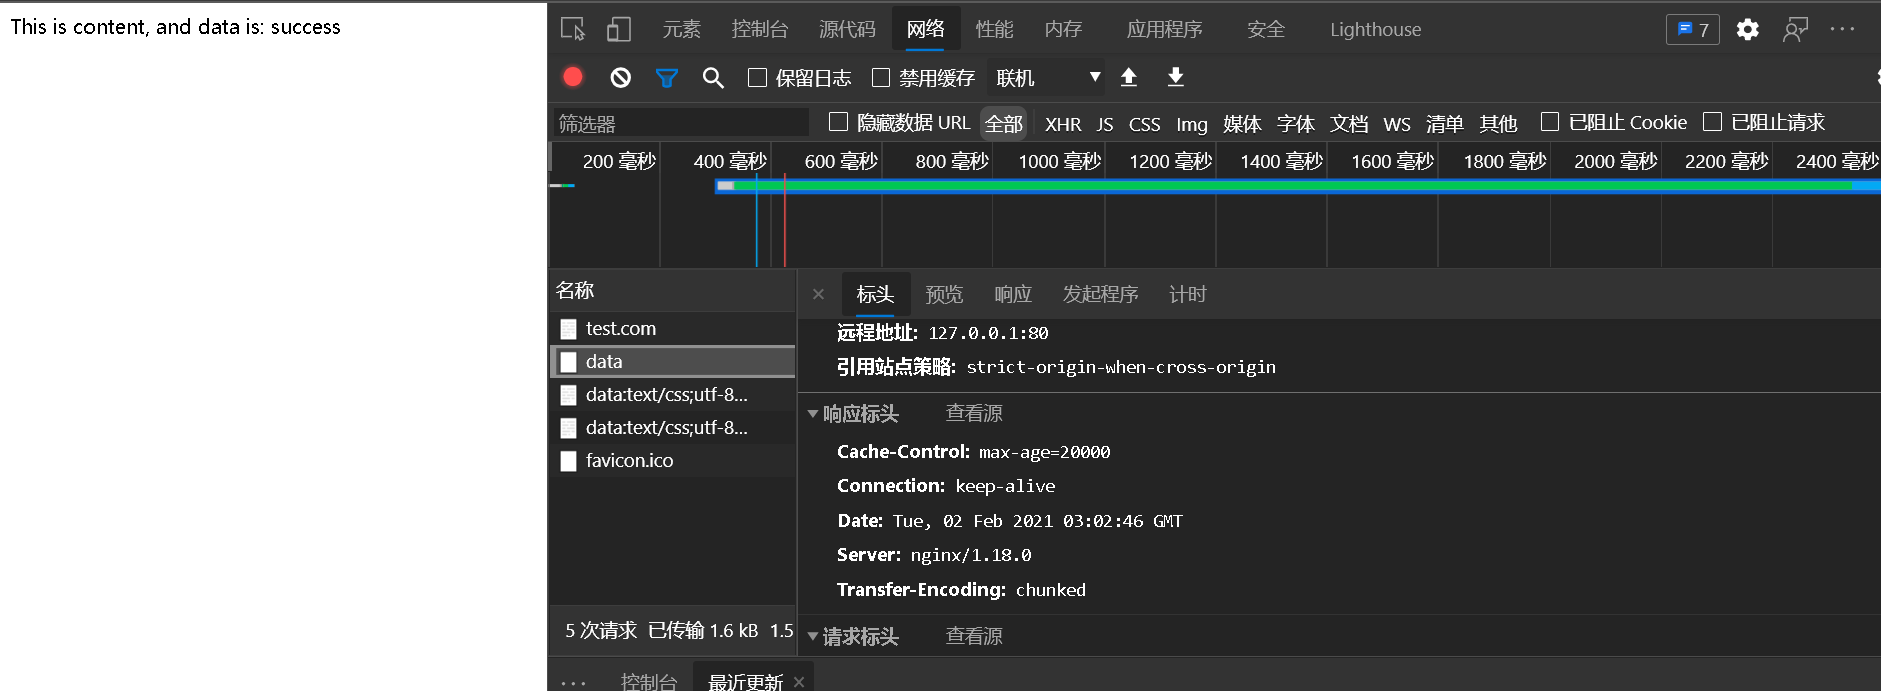 This is content, and data is: success
元素 控制台 源代码 网络 性能 内存 应用程序 安全 Lighthouse 7
保留日志 禁用缓存 联机
筛选器 隐藏数据 URL 全部 XHR JS CSS Img 媒体 字体 文档 WS 清单 其他 已阻止 Cookie 已阻止请求
200 毫秒 400 毫秒 600 毫秒 800 毫秒 1000 毫秒 1200 毫秒 1400 毫秒 1600 毫秒 1800 毫秒 2000 毫秒 2200 毫秒 2400 毫秒
名称
test.com
data
data:text/css;utf-8...
data:text/css;utf-8...
favicon.ico
5 次请求 已传输 1.6 kB 1.5
标头 预览 响应 发起程序 计时
远程地址: 127.0.0.1:80
引用站点策略: strict-origin-when-cross-origin
响应标头 查看源
Cache-Control: max-age=20000
Connection: keep-alive
Date: Tue, 02 Feb 2021 03:02:46 GMT
Server: nginx/1.18.0
Transfer-Encoding: chunked
请求标头 查看源
控制台 最近更新